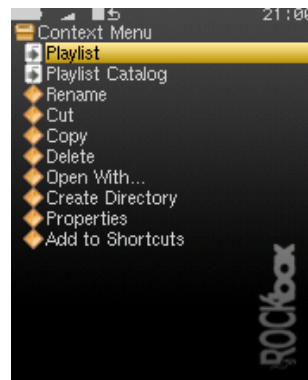 21:00
Context Menu
Playlist
Playlist Catalog
Rename
Cut
Copy
Delete
Open With...
Create Directory
Properties
Add to Shortcuts
ROCKbox